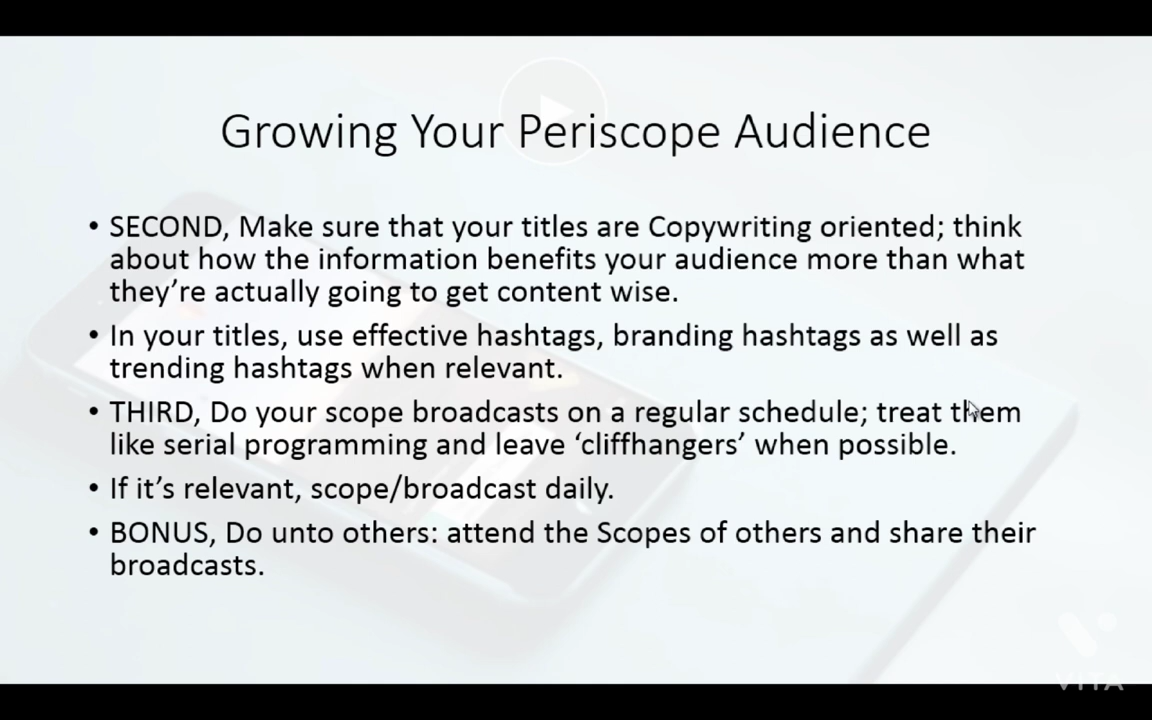 Growing Your Periscope Audience
• SECOND, Make sure that your titles are Copywriting oriented; think
about how the information benefits your audience more than what
they’re actually going to get content wise.
• In your titles, use effective hashtags, branding hashtags as well as
trending hashtags when relevant.
• THIRD, Do your scope broadcasts on a regular schedule; treat them
like serial programming and leave ‘cliffhangers’ when possible.
• If it’s relevant, scope/broadcast daily.
• BONUS, Do unto others: attend the Scopes of others and share their
broadcasts.
VITA